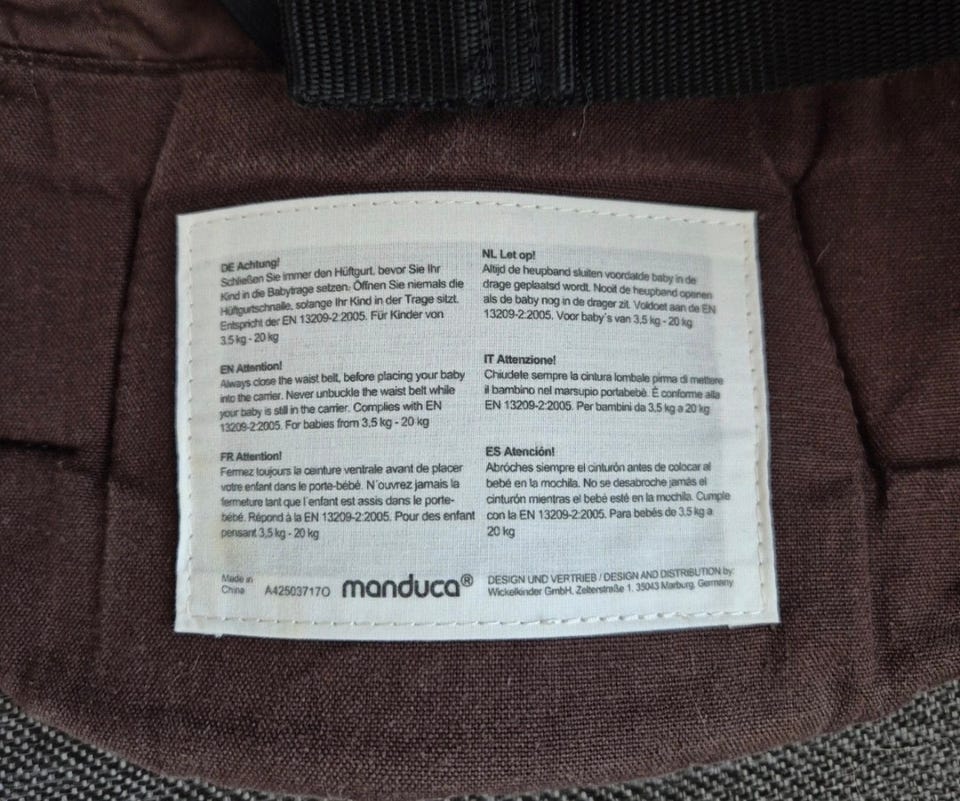 DE Achtung!
Schließen Sie immer den Hüftgurt, bevor Sie Ihr
Kind in die Babytrage setzen. Öffnen Sie niemals die
Hüftgurtschnalle, solange Ihr Kind in der Trage sitzt.
Entspricht der EN 13209-2:2005. Für Kinder von
3,5 kg - 20 kg
EN Attention!
Always close the waist belt, before placing your baby
into the carrier. Never unbuckle the waist belt while
your baby is still in the carrier. Complies with EN
13209-2:2005. For babies from 3,5 kg - 20 kg
FR Attention!
Fermez toujours la ceinture ventrale avant de placer
votre enfant dans le porte-bébé. N'ouvrez jamais la
fermeture tant que l'enfant est assis dans le porte-
bébé. Répond à la EN 13209-2:2005. Pour des enfant
pensant 3,5 kg - 20 kg
NL Let op!
Altijd de heupband sluiten voordatde baby in de
drage geplaatsd wordt. Nooit de heupband openen
als de baby nog in de drager zit. Voldoet aan de EN
13209-2:2005. Voor baby's van 3,5 kg - 20 kg
IT Attenzione!
Chiudete sempre la cintura lombale pirma di mettere
il bambino nel marsupio portabebè. È conforme alla
EN 13209-2:2005. Per bambini da 3,5 kg a 20 kg
ES Atención!
Abróches siempre el cinturón antes de colocar al
bebé en la mochila. No se desabroche jamás el
cinturón mientras el bebé esté en la mochila. Cumple
con la EN 13209-2:2005. Para bebés de 3,5 kg a
20 kg
Made in
China
A42503717O
manduca®
DESIGN UND VERTRIEB / DESIGN AND DISTRIBUTION by:
Wickelkinder GmbH, Zeiterstraße 1, 35043 Marburg, Germany